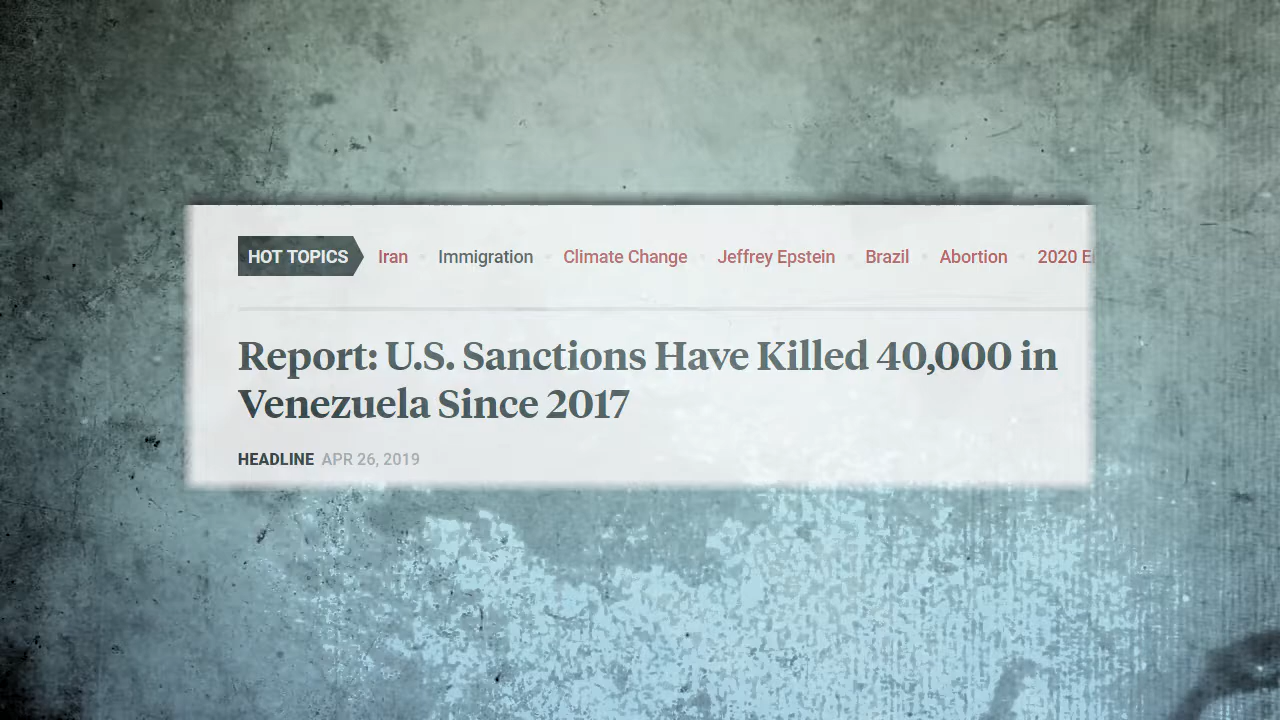 HOT TOPICS Iran Immigration Climate Change Jeffrey Epstein Brazil Abortion 2020
Report: U.S. Sanctions Have Killed 40,000 in
Venezuela Since 2017
HEADLINE APR 26, 2019